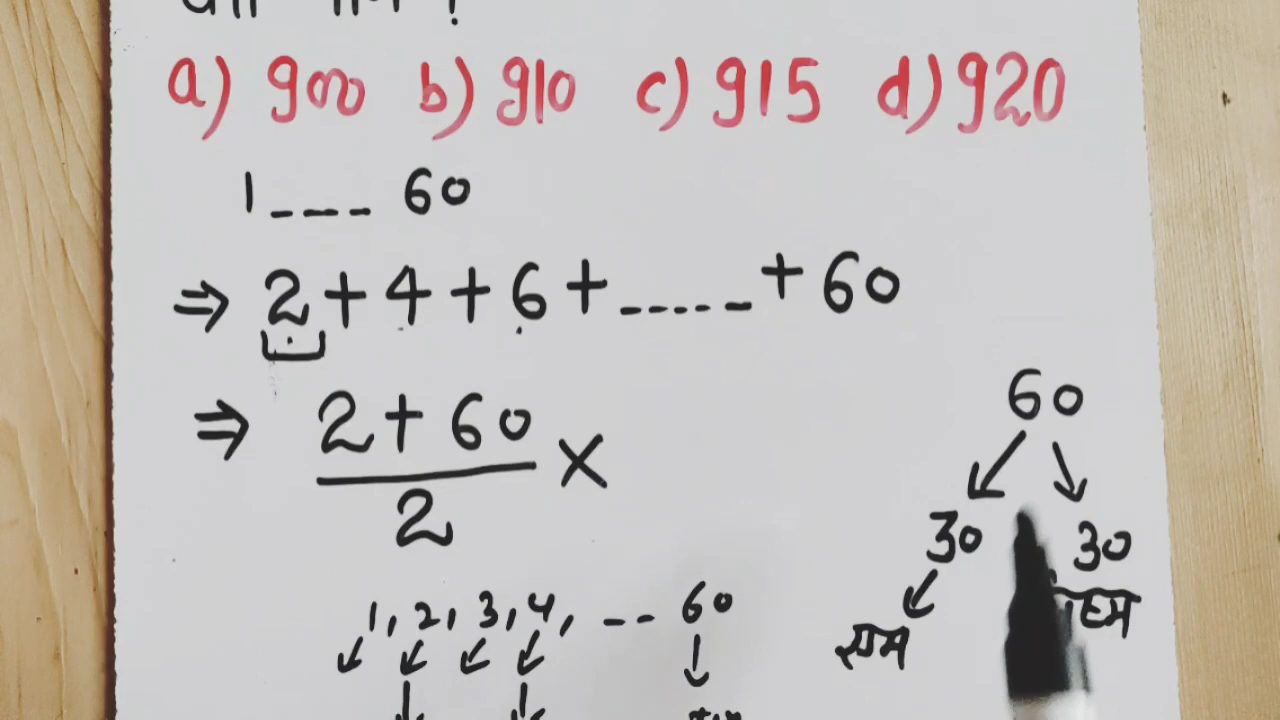 a) 900 b) 910 c) 915 d) 920
1 --- 60
⇒ 2 + 4 + 6 + ----- + 60
⇒ 2 + 60 ×
2
60
30 30
सम
1, 2, 3, 4, -- 60